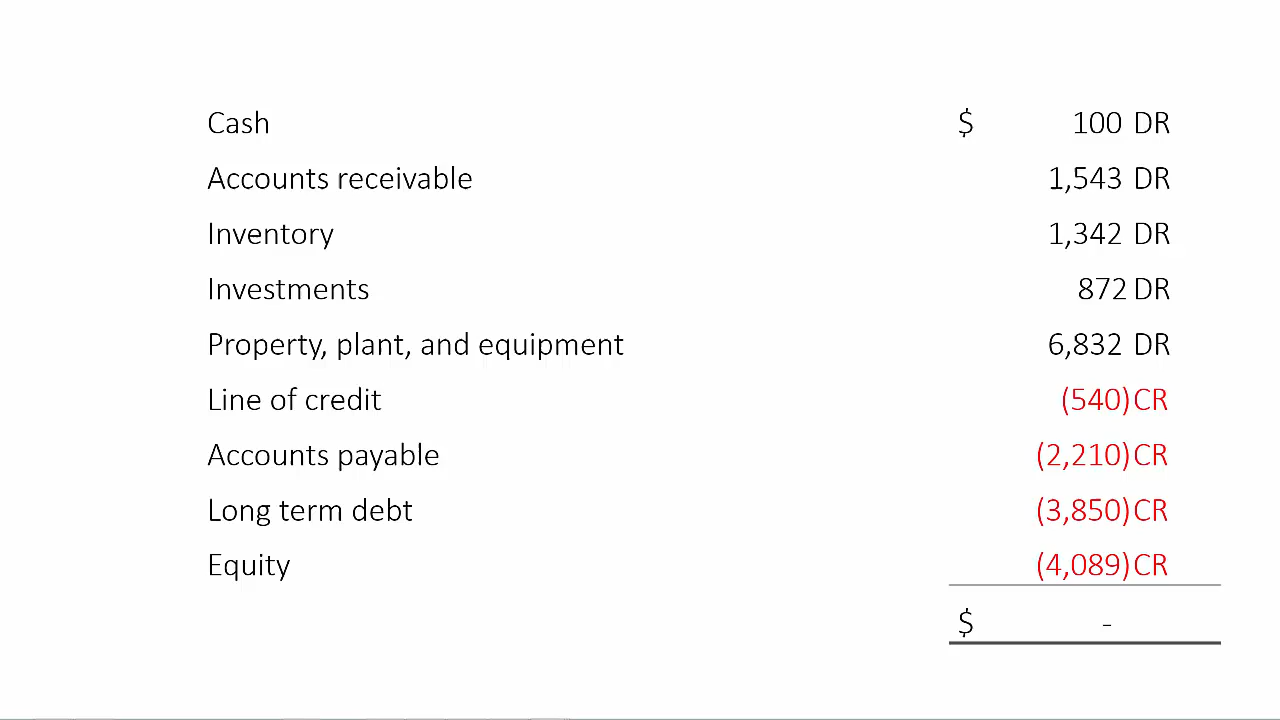 Cash $ 100 DR
Accounts receivable 1,543 DR
Inventory 1,342 DR
Investments 872 DR
Property, plant, and equipment 6,832 DR
Line of credit (540) CR
Accounts payable (2,210) CR
Long term debt (3,850) CR
Equity (4,089) CR
$ -